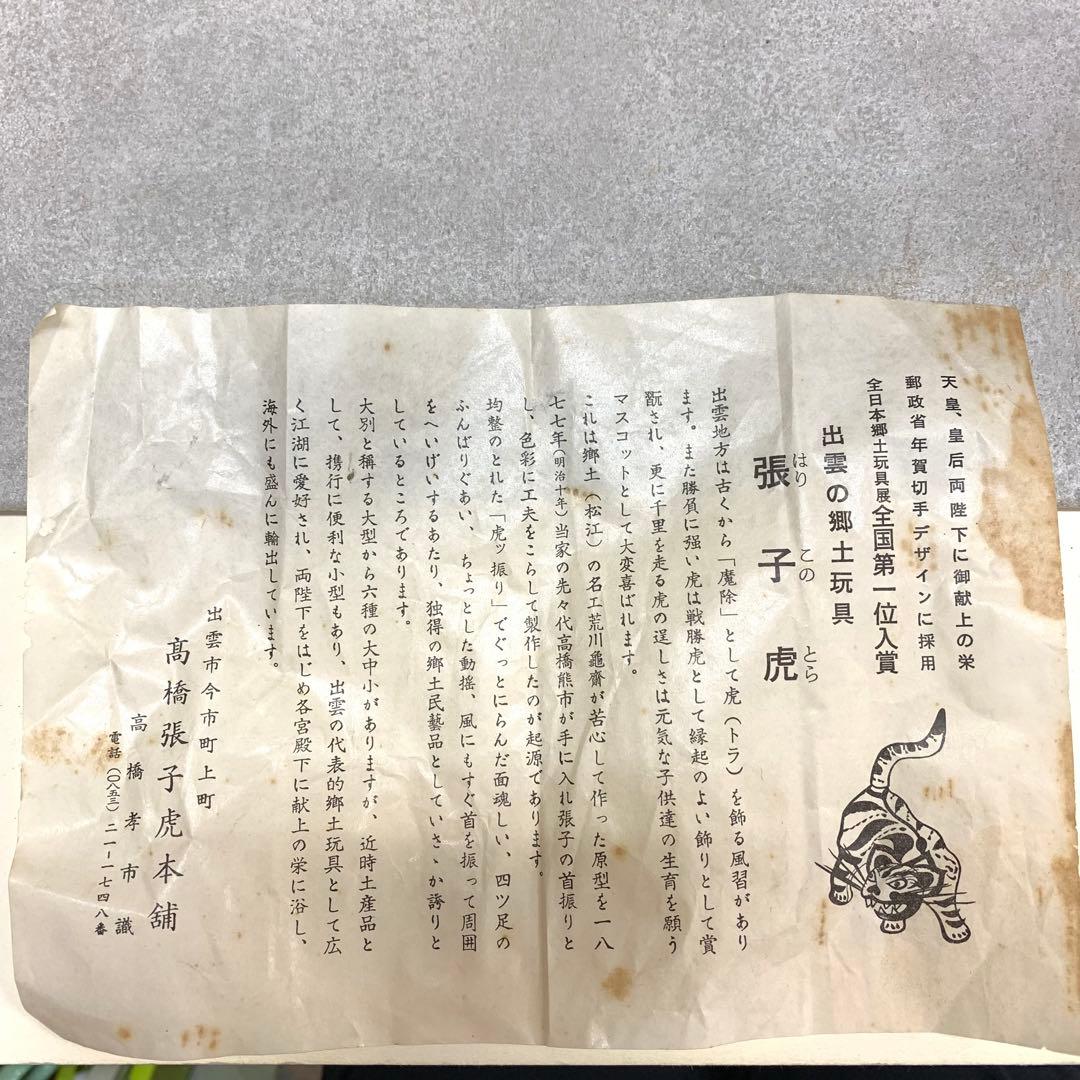 天皇、皇后両陛下に御献上の栄
郵政省年賀切手デザインに採用
全日本郷土玩具展全国第一位入賞
出雲の郷土玩具
張子虎
はり この とら
出雲地方は古くから「魔除」として虎(トラ)を飾る風習があり
ます。また勝負に強い虎は戦勝虎として縁起のよい飾りとして賞
翫され、更に千里を走る虎の逞しさは元気な子供達の生育を願う
マスコットとして大変喜ばれます。
これは郷土(松江)の名工荒川龜齋が苦心して作った原型を一八
七七年(明治十年)当家の先々代高橋熊市が手に入れ張子の首振りと
し、色彩に工夫をこらして製作したのが起源であります。
均整のとれた「虎ッ振り」でぐっとにらんだ面魂しい、四ツ足の
ふんばりぐあい、ちょっとした動揺、風にもすぐ首を振って周囲
をへいげいするあたり、独得の郷土民藝品としていさゝか誇りと
しているところであります。
大別と称する大型から六種の大中小がありますが、近時土産品と
して、携行に便利な小型もあり、出雲の代表的郷土玩具として広
く江湖に愛好され、両陛下をはじめ各宮殿下に献上の栄に浴し、
海外にも盛んに輸出しています。
出雲市今市町上町
髙橋張子虎本舗
高橋孝市識
電話(〇八五三)二一ー一七四八番